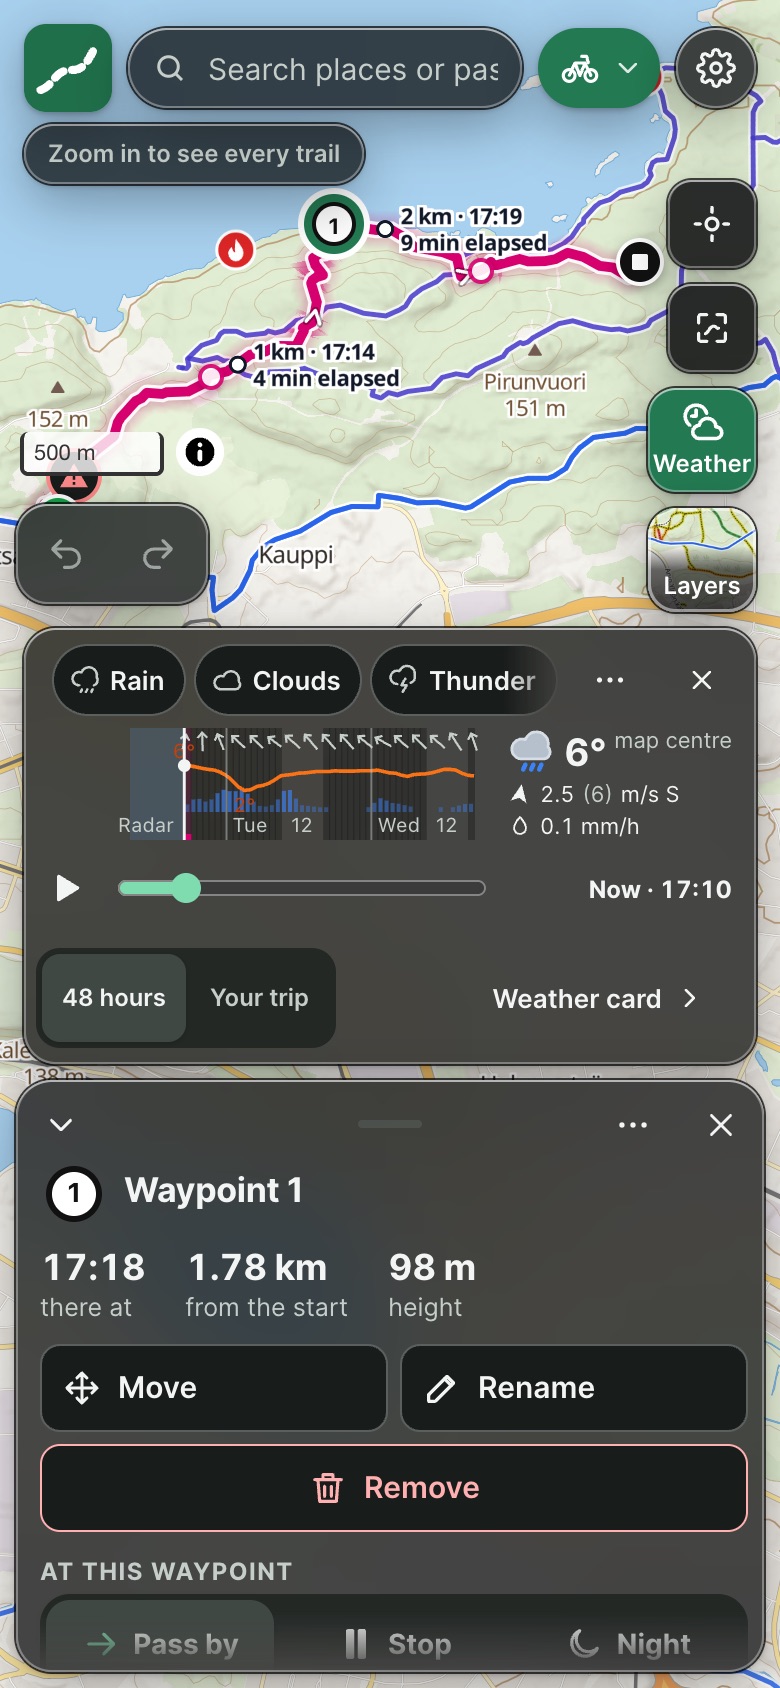 Search places or pas
Zoom in to see every trail
1
2 km · 17:19
9 min elapsed
1 km · 17:14
4 min elapsed
Pirunvuori
151 m
152 m
500 m
Weather
Kauppi
Layers
Rain
Clouds
Thunder
6°
2°
Radar
Tue
12
Wed
12
6° map centre
2.5 (6) m/s S
0.1 mm/h
Now · 17:10
48 hours
Your trip
Weather card
138 m
1
Waypoint 1
17:18
there at
1.78 km
from the start
98 m
height
Move
Rename
Remove
AT THIS WAYPOINT
Pass by
Stop
Night